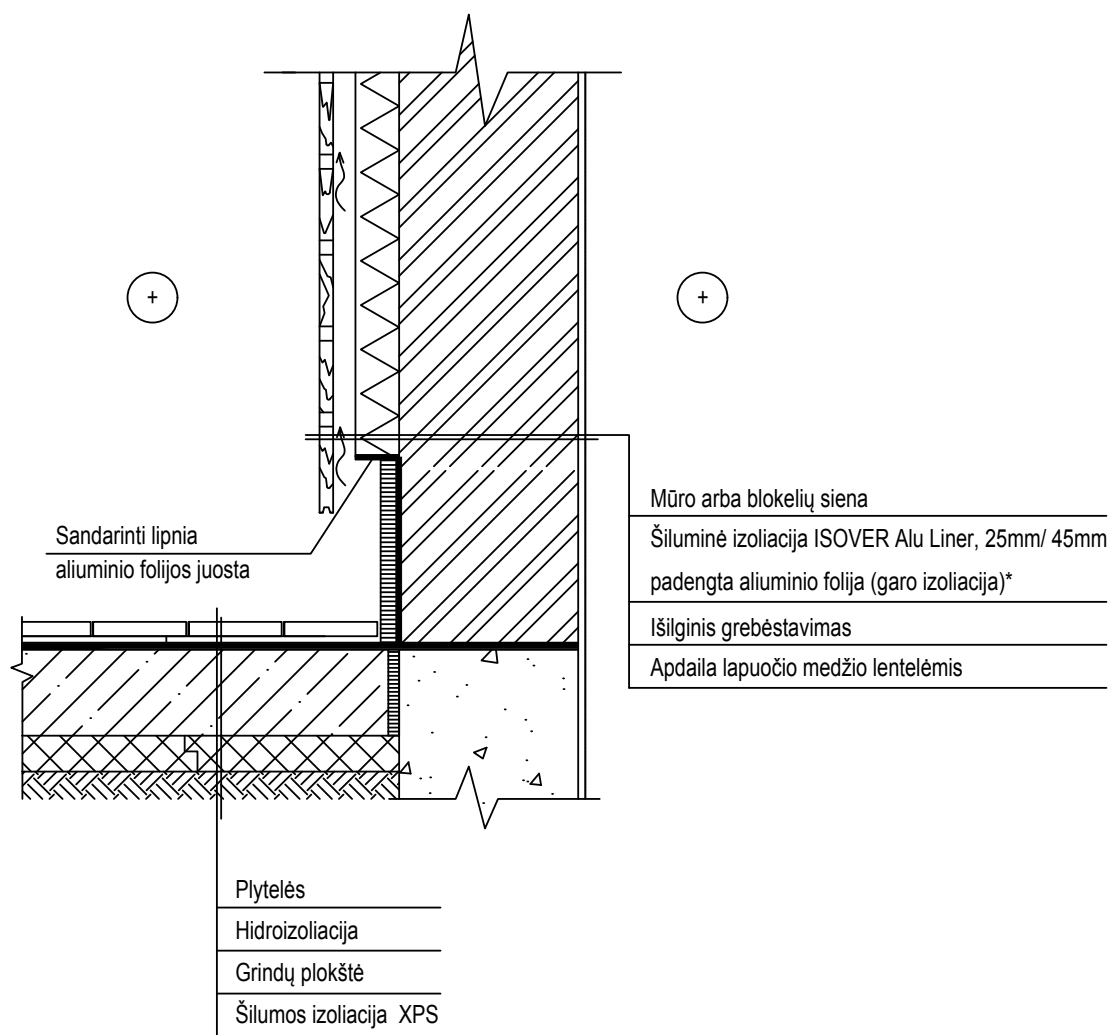 +
+
Sandarinti lipnia
aliuminio folijos juosta
Mūro arba blokelių siena
Šiluminė izoliacija ISOVER Alu Liner, 25mm/ 45mm
padengta aliuminio folija (garo izoliacija)*
Išilginis grebėstavimas
Apdaila lapuočio medžio lentelėmis
Plytelės
Hidroizoliacija
Grindų plokštė
Šilumos izoliacija XPS